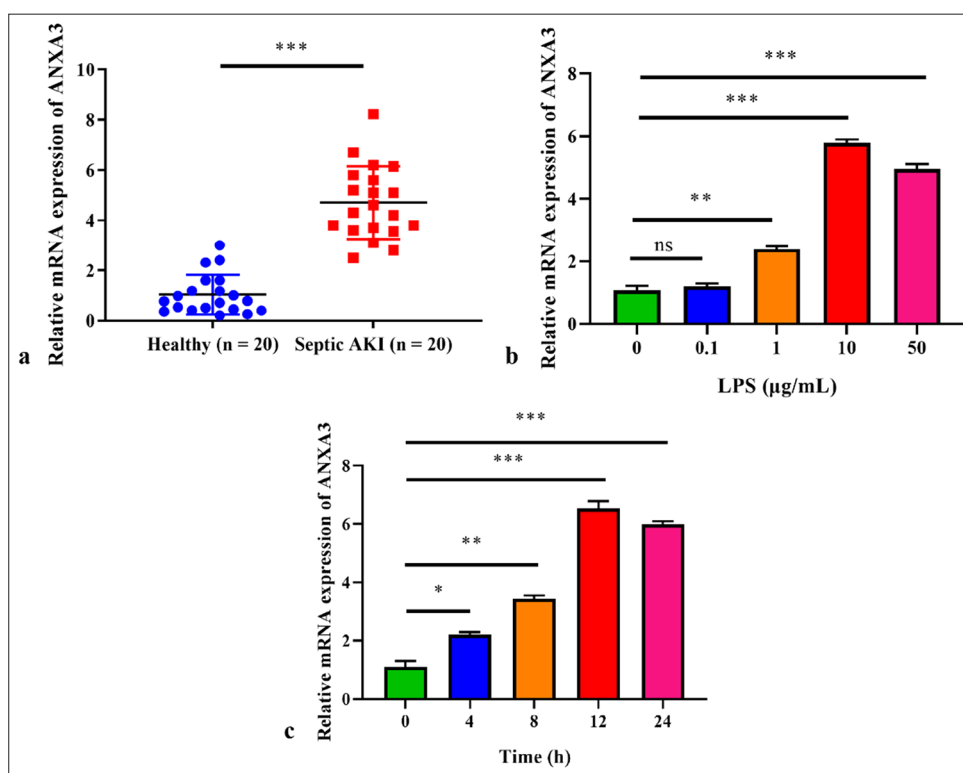 Relative mRNA expression of ANXA3
***
10
8
6
4
2
0
Healthy (n = 20) Septic AKI (n = 20)
a
Relative mRNA expression of ANXA3
***
***
**
ns
8
6
4
2
0
0 0.1 1 10 50
LPS (µg/mL)
b
Relative mRNA expression of ANXA3
***
***
**
*
8
6
4
2
0
0 4 8 12 24
Time (h)
c